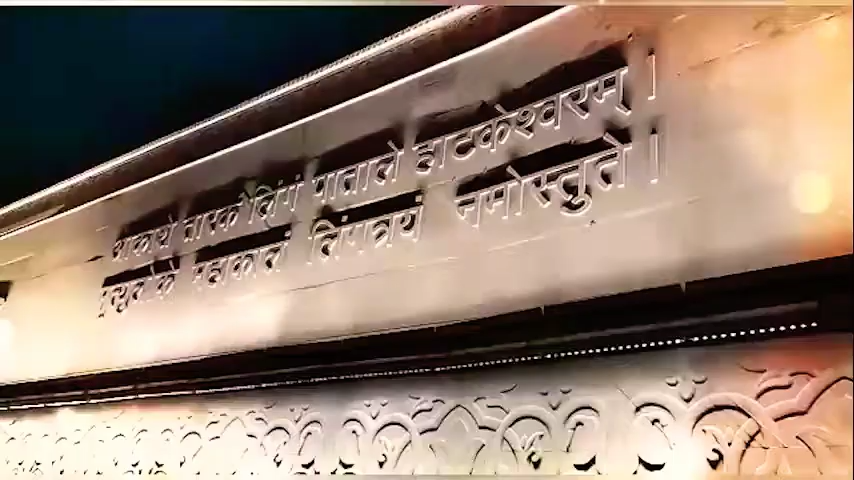 आकाशे तारकं लिंगं पाताले हाटकेश्वरम् ।
मृत्युलोके महाकालं लिंगत्रयं नमोस्तुते ।